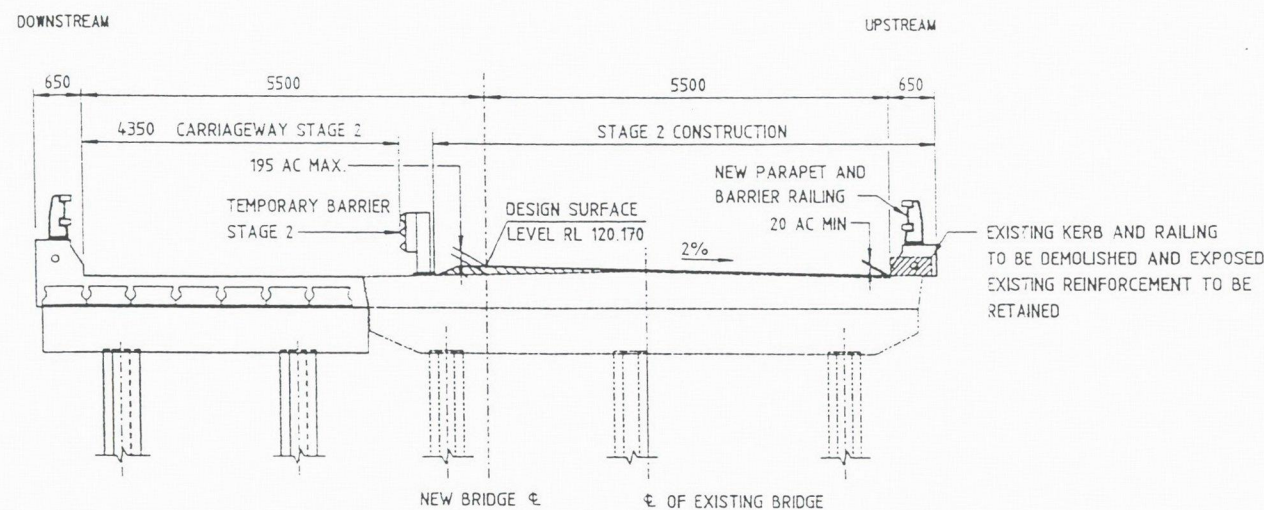 DOWNSTREAM
UPSTREAM
650
5500
5500
650
4350 CARRIAGEWAY STAGE 2
STAGE 2 CONSTRUCTION
195 AC MAX.
NEW PARAPET AND
BARRIER RAILING
TEMPORARY BARRIER
STAGE 2
DESIGN SURFACE
LEVEL RL 120.170
20 AC MIN
2%
EXISTING KERB AND RAILING
TO BE DEMOLISHED AND EXPOSED
EXISTING REINFORCEMENT TO BE
RETAINED
NEW BRIDGE ℄
℄ OF EXISTING BRIDGE